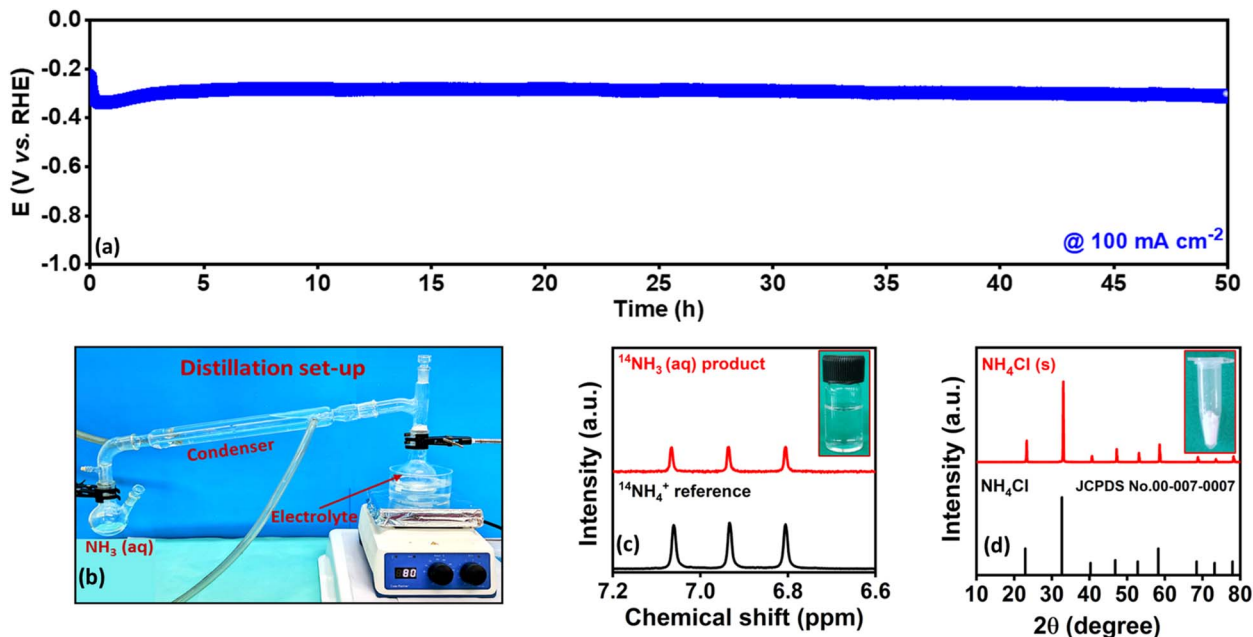 0.0
-0.2
-0.4
-0.6
-0.8
-1.0
E (V vs. RHE)
(a)
@ 100 mA cm⁻²
0 5 10 15 20 25 30 35 40 45 50
Time (h)
Distillation set-up
Condenser
Electrolyte
NH₃ (aq)
80
(b)
Intensity (a.u.)
¹⁴NH₃ (aq) product
¹⁴NH₄⁺ reference
(c)
7.2 7.0 6.8 6.6
Chemical shift (ppm)
Intensity (a.u.)
NH₄Cl (s)
NH₄Cl JCPDS No.00-007-0007
(d)
10 20 30 40 50 60 70 80
2θ (degree)